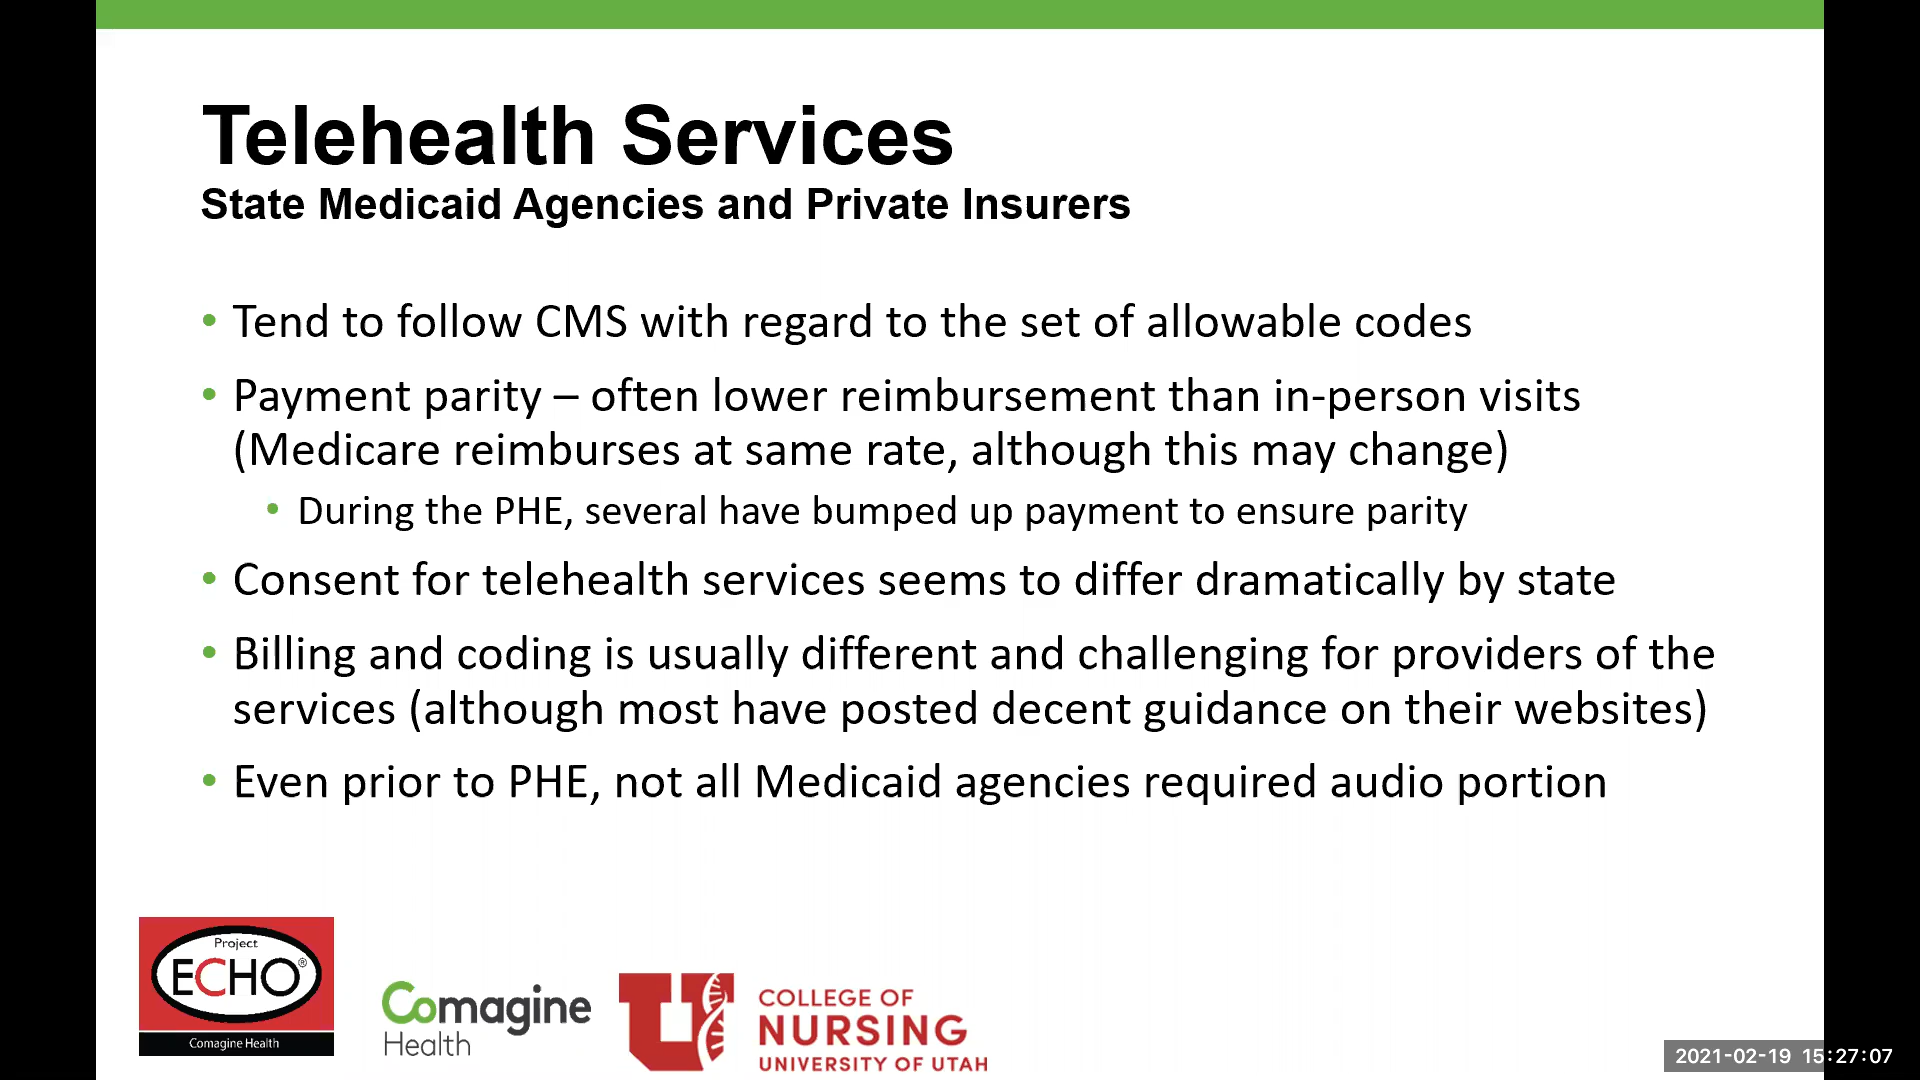 Telehealth Services
State Medicaid Agencies and Private Insurers
• Tend to follow CMS with regard to the set of allowable codes
• Payment parity – often lower reimbursement than in-person visits
(Medicare reimburses at same rate, although this may change)
• During the PHE, several have bumped up payment to ensure parity
• Consent for telehealth services seems to differ dramatically by state
• Billing and coding is usually different and challenging for providers of the
services (although most have posted decent guidance on their websites)
• Even prior to PHE, not all Medicaid agencies required audio portion
Project
ECHO®
Comagine Health
Comagine
Health
U
COLLEGE OF
NURSING
UNIVERSITY OF UTAH
2021-02-19 15:27:07